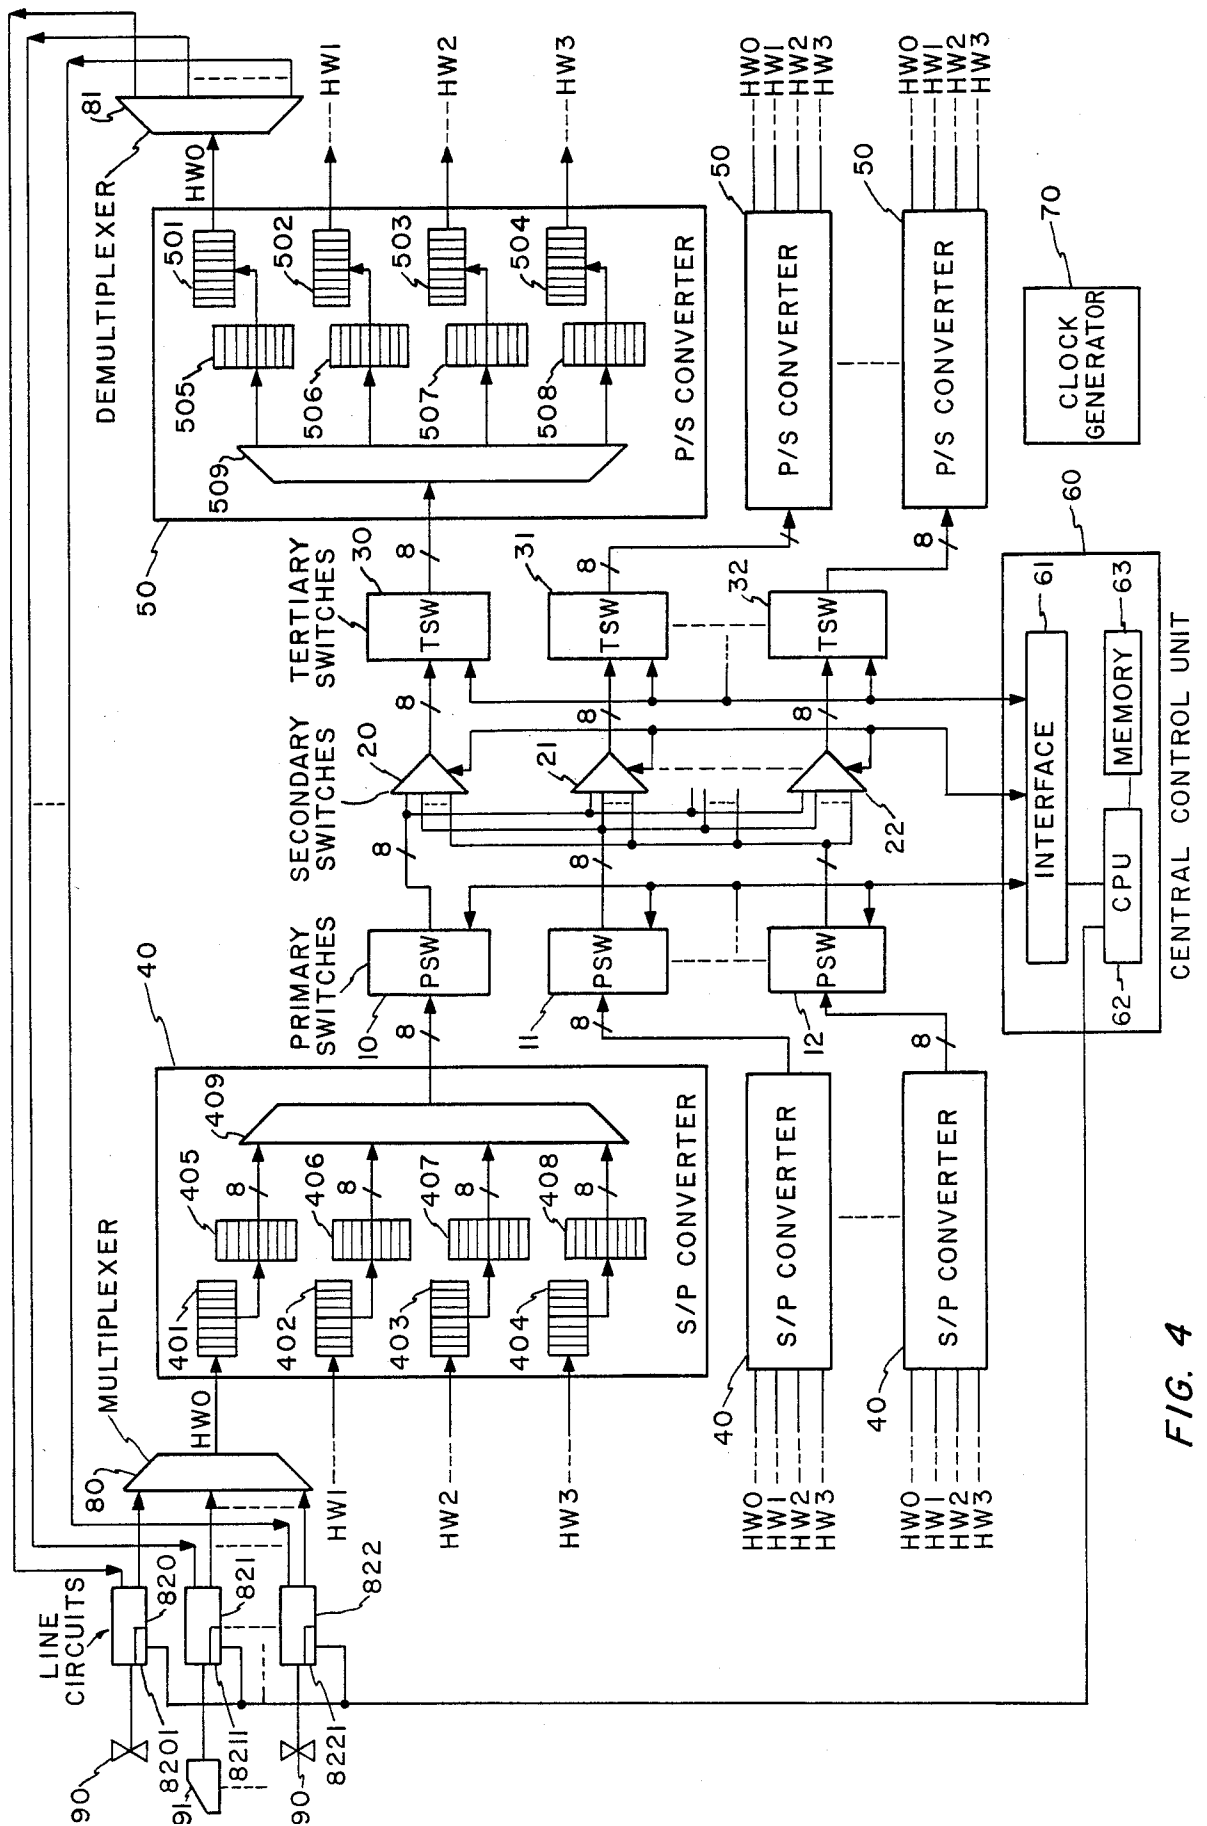 LINE
CIRCUITS
90
8201
820
91
8211
821
90
8221
822
80
MULTIPLEXER
HW0
HW1
HW2
HW3
401
405
8
402
406
8
403
407
8
404
408
8
409
S/P CONVERTER
40
HW0
HW1
HW2
HW3
40
S/P CONVERTER
HW0
HW1
HW2
HW3
40
S/P CONVERTER
PRIMARY
SWITCHES
8
10
PSW
8
8
11
PSW
8
8
12
PSW
SECONDARY
SWITCHES
20
8
21
8
22
8
TERTIARY
SWITCHES
30
TSW
8
31
TSW
8
32
TSW
8
50
509
505
501
506
502
507
503
508
504
P/S CONVERTER
DEMULTIPLEXER
HW0
81
HW1
HW2
HW3
50
P/S CONVERTER
HW0
HW1
HW2
HW3
50
P/S CONVERTER
HW0
HW1
HW2
HW3
60
INTERFACE
61
CPU
62
MEMORY
63
CENTRAL CONTROL UNIT
CLOCK
GENERATOR
70
FIG. 4